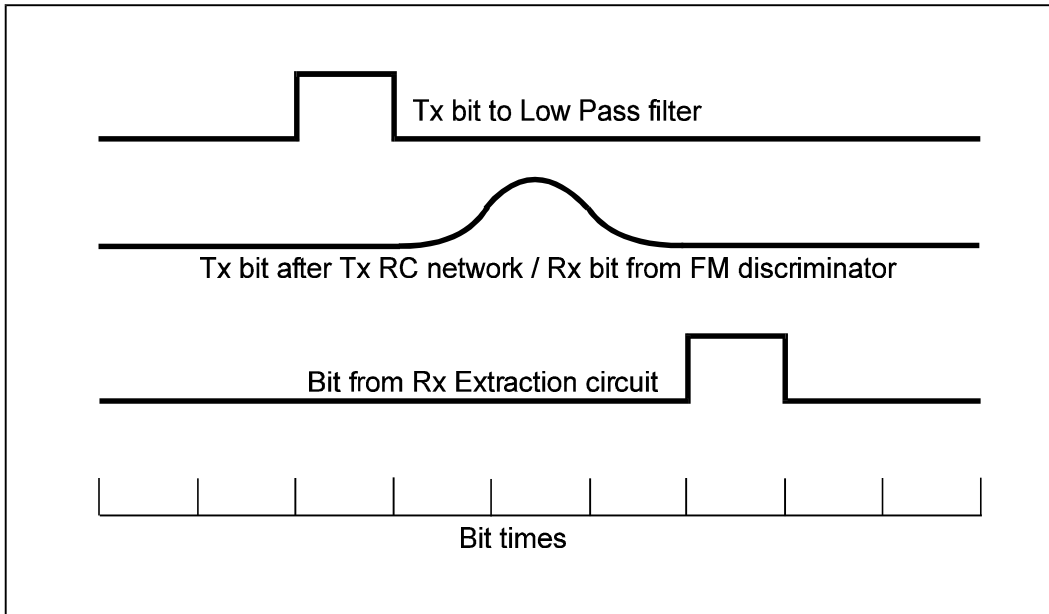 Tx bit to Low Pass filter
Tx bit after Tx RC network / Rx bit from FM discriminator
Bit from Rx Extraction circuit
Bit times